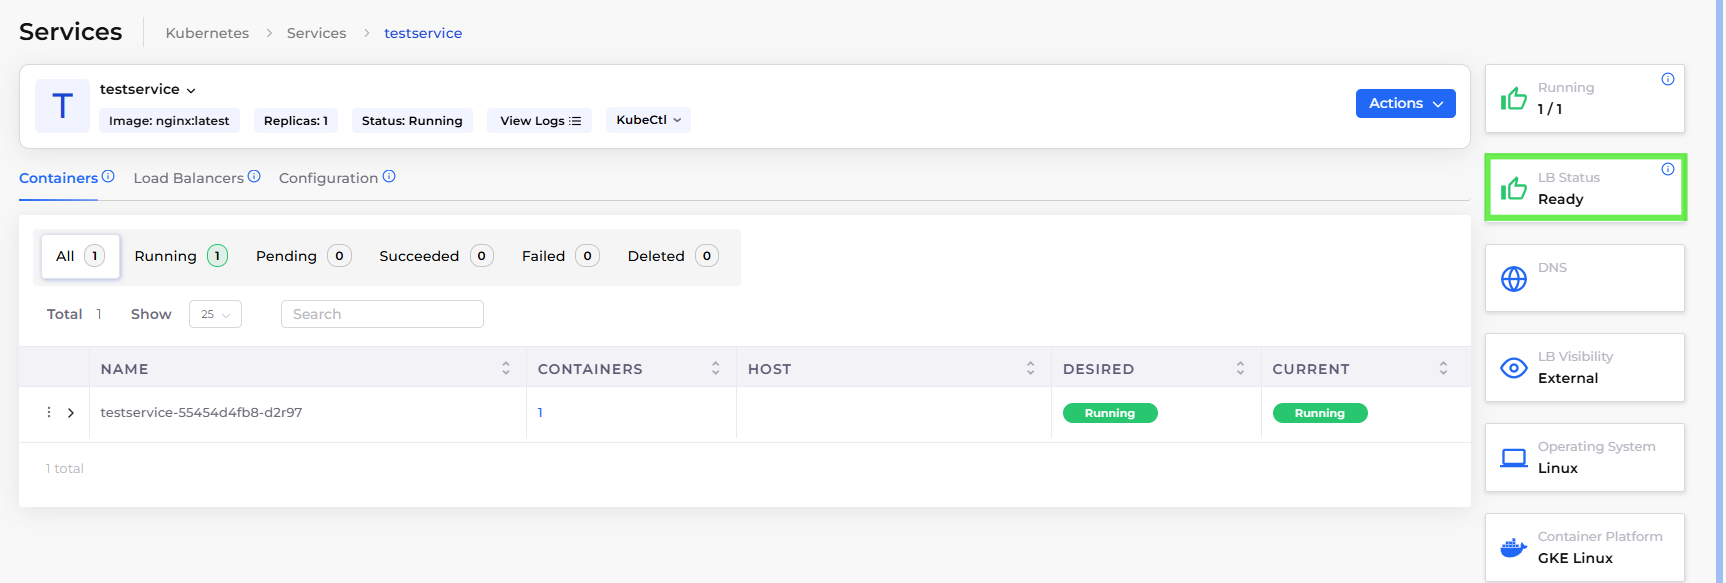 Services
Kubernetes > Services > testservice
T
testservice
Image: nginx:latest
Replicas: 1
Status: Running
View Logs
KubeCtl
Actions
Containers
Load Balancers
Configuration
All 1
Running 1
Pending 0
Succeeded 0
Failed 0
Deleted 0
Total 1
Show 25
Search
NAME CONTAINERS HOST DESIRED CURRENT
testservice-55454d4fb8-d2r97 1 Running Running
1 total
Running
1 / 1
LB Status
Ready
DNS
LB Visibility
External
Operating System
Linux
Container Platform
GKE Linux